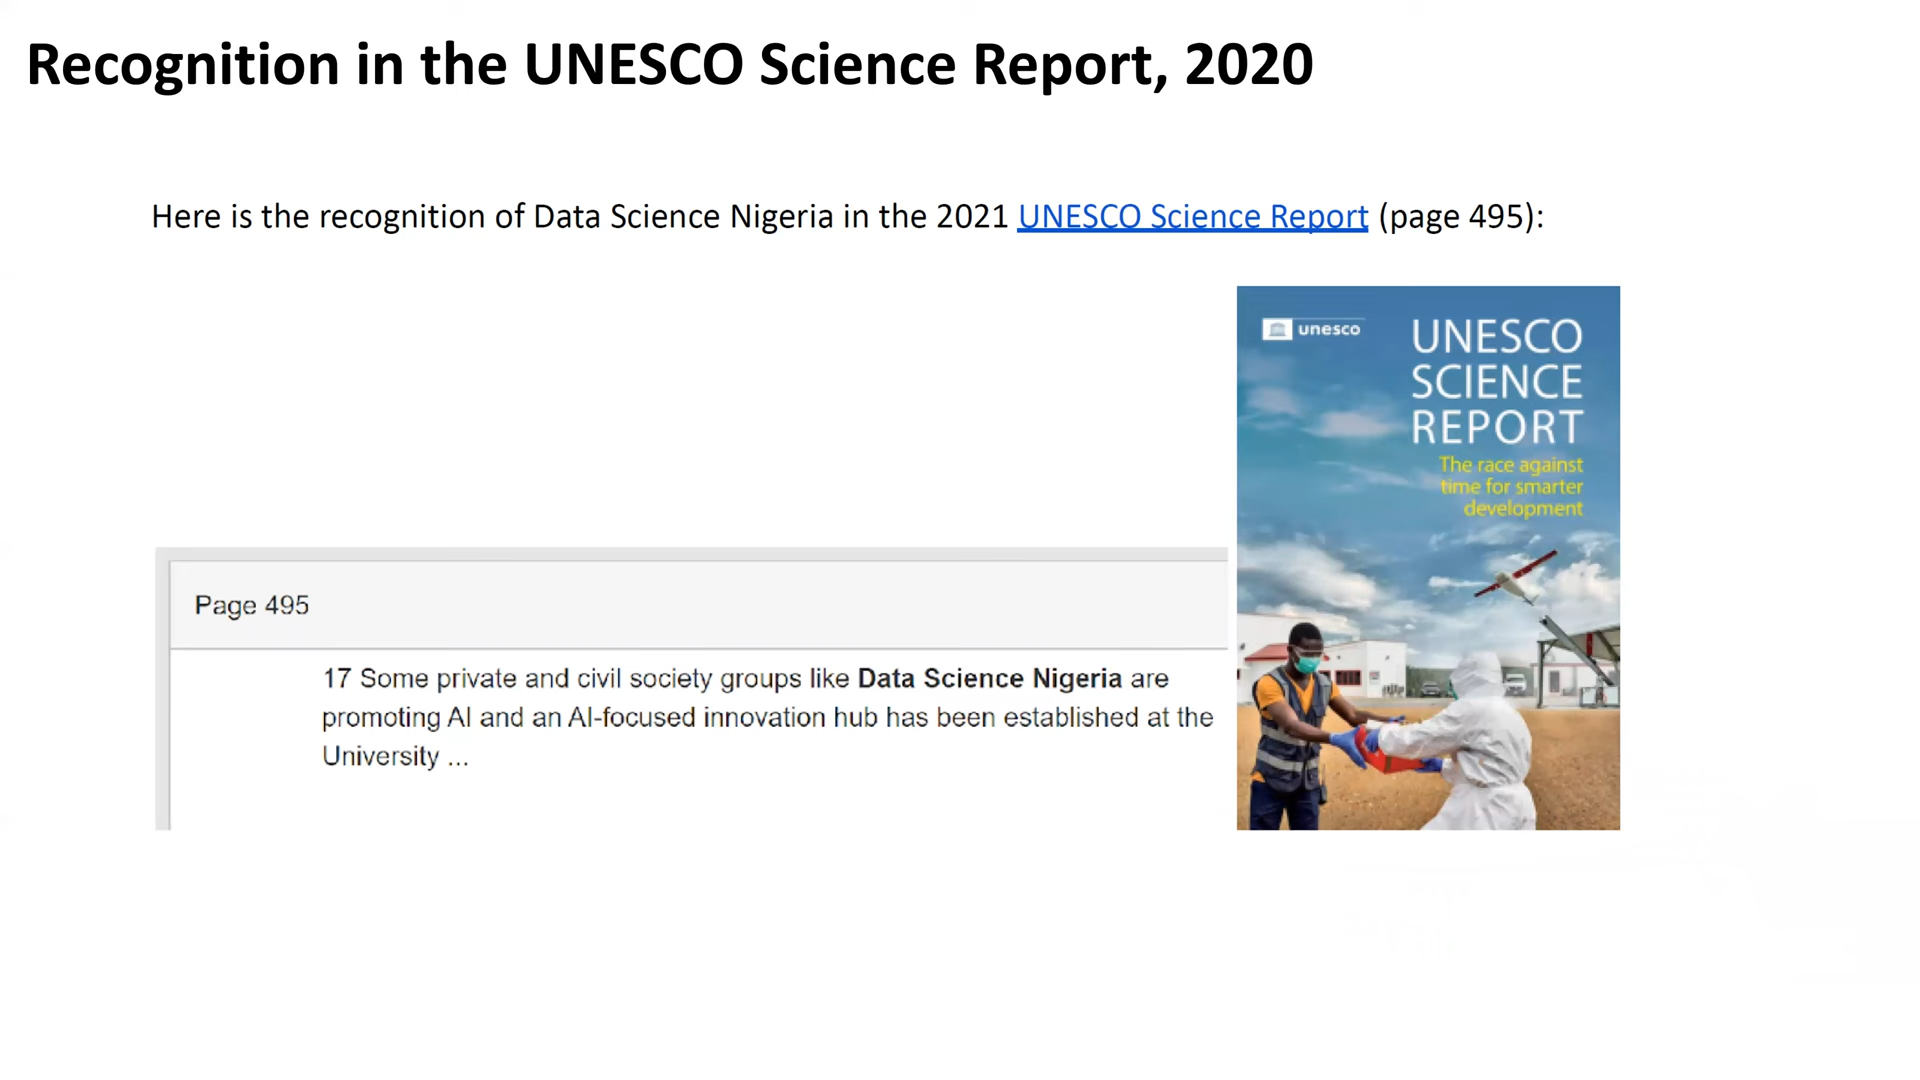 Recognition in the UNESCO Science Report, 2020
Here is the recognition of Data Science Nigeria in the 2021 UNESCO Science Report (page 495):
unesco
UNESCO
SCIENCE
REPORT
The race against
time for smarter
development
Page 495
17 Some private and civil society groups like Data Science Nigeria are
promoting AI and an AI-focused innovation hub has been established at the
University ...